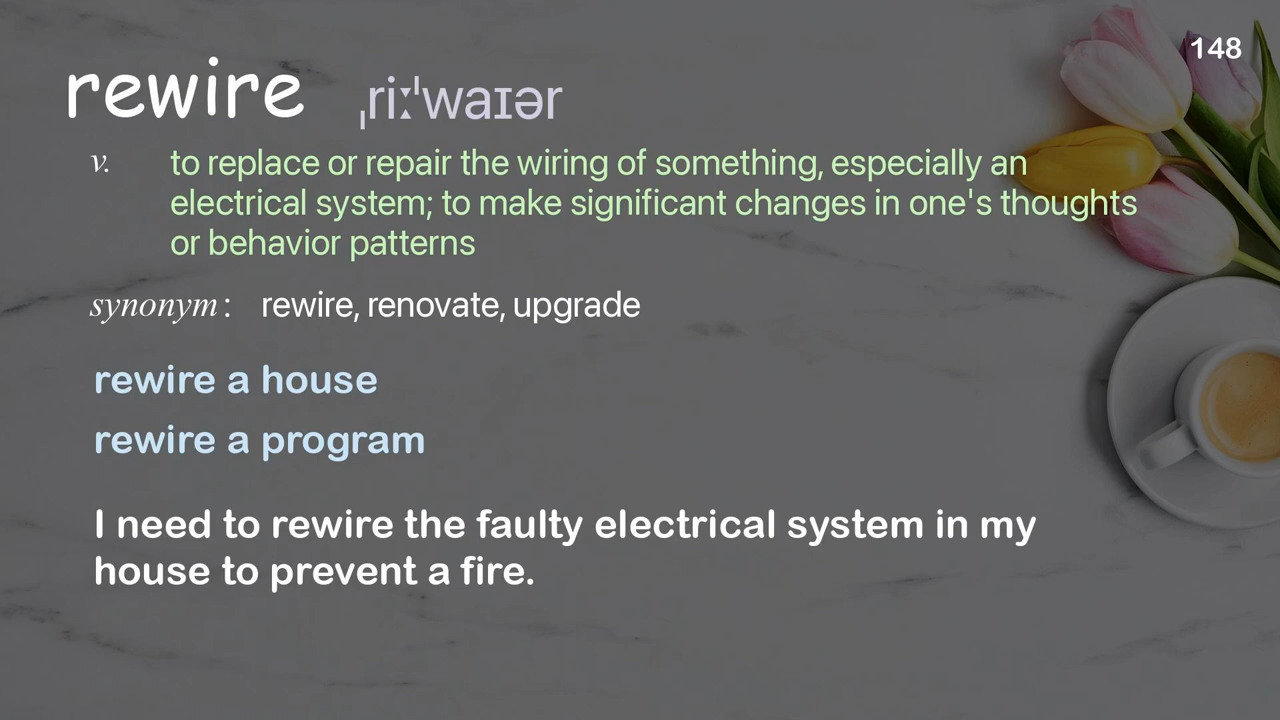 148
rewire ˌriːˈwaɪər
v. to replace or repair the wiring of something, especially an
electrical system; to make significant changes in one's thoughts
or behavior patterns
synonym: rewire, renovate, upgrade
rewire a house
rewire a program
I need to rewire the faulty electrical system in my
house to prevent a fire.